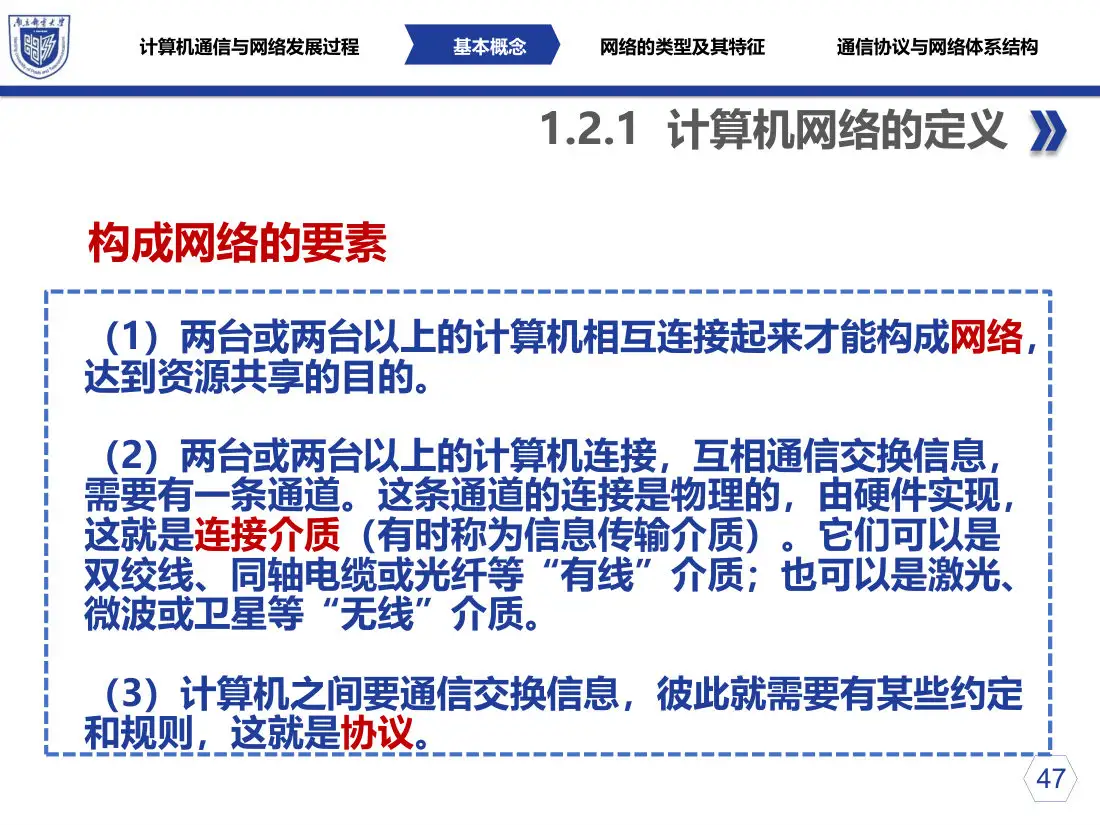 南京邮电大学
计算机通信与网络发展过程
基本概念
网络的类型及其特征
通信协议与网络体系结构
1.2.1 计算机网络的定义
构成网络的要素
（1）两台或两台以上的计算机相互连接起来才能构成网络，
达到资源共享的目的。
（2）两台或两台以上的计算机连接，互相通信交换信息，
需要有一条通道。这条通道的连接是物理的，由硬件实现，
这就是连接介质（有时称为信息传输介质）。它们可以是
双绞线、同轴电缆或光纤等“有线”介质；也可以是激光、
微波或卫星等“无线”介质。
（3）计算机之间要通信交换信息，彼此就需要有某些约定
和规则，这就是协议。
47